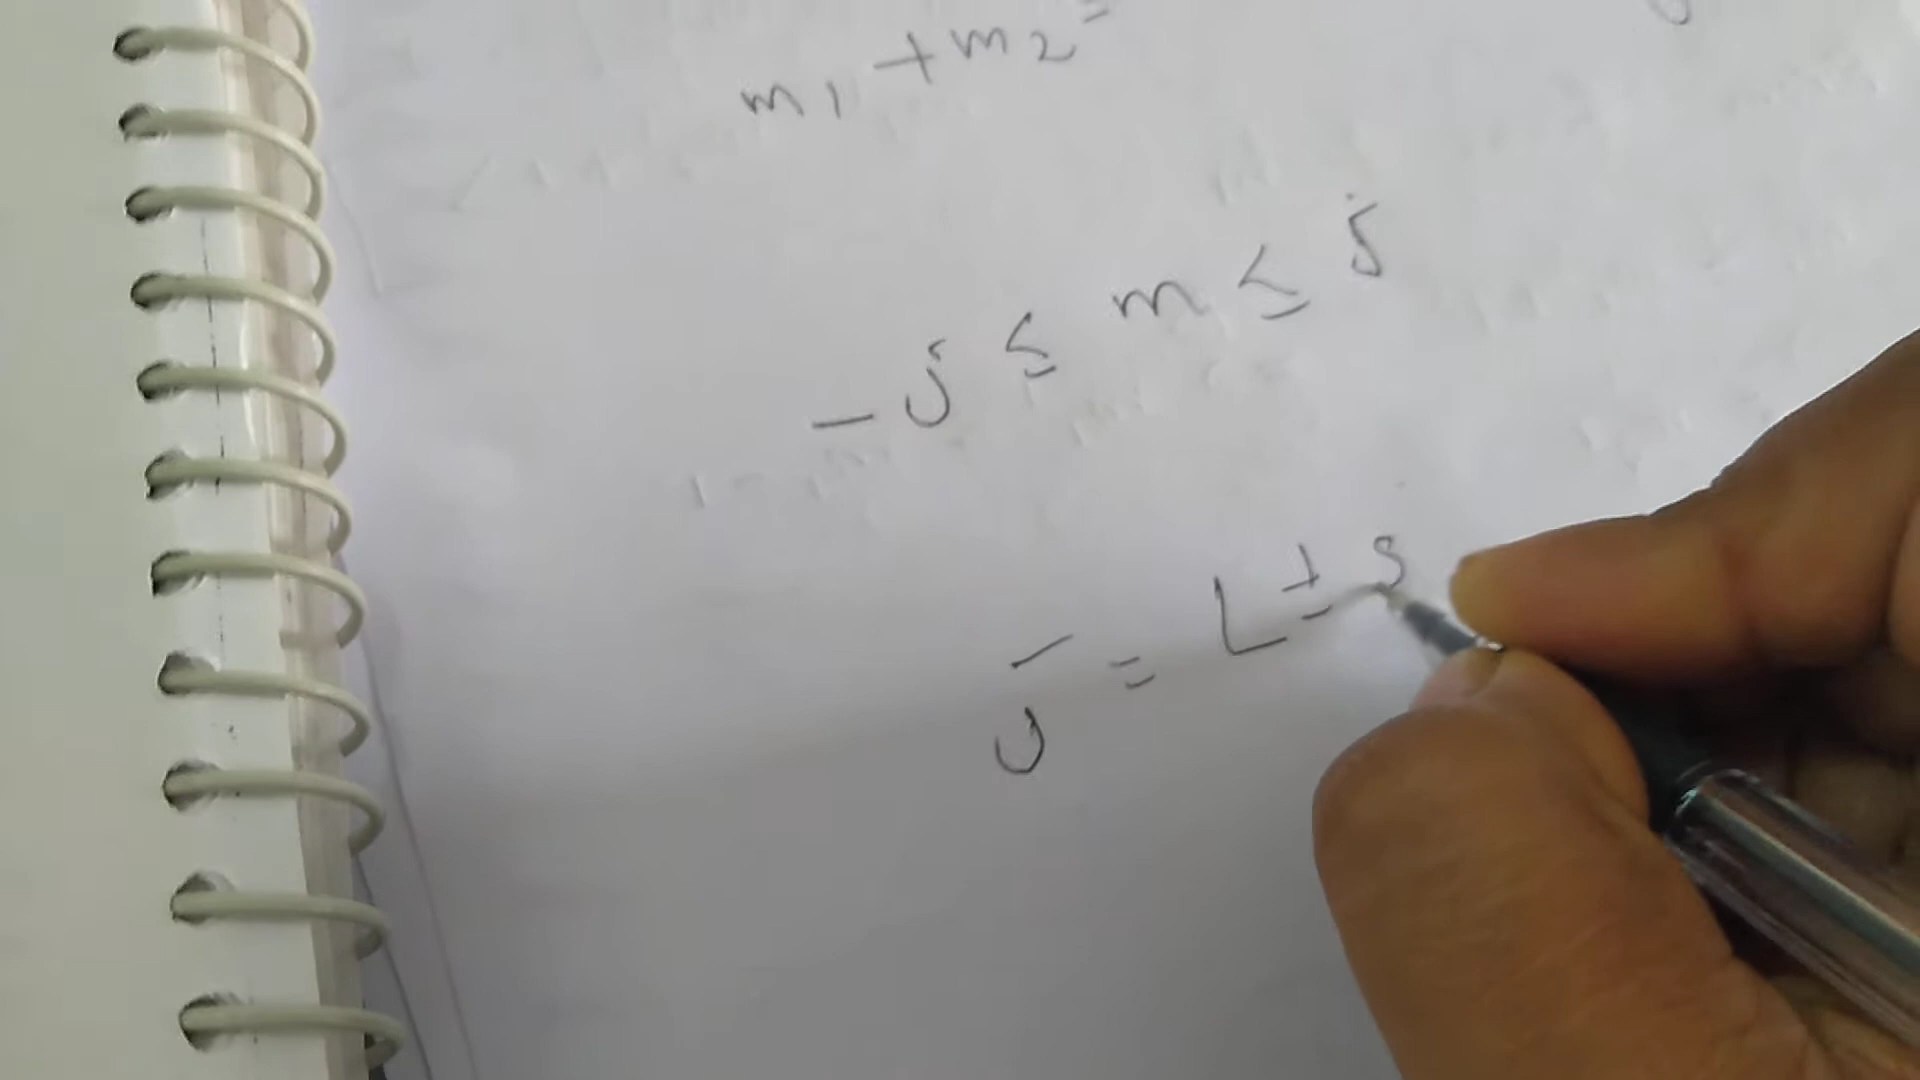 m1 + m2 =
- j ≤ m ≤ j
J = L ± S